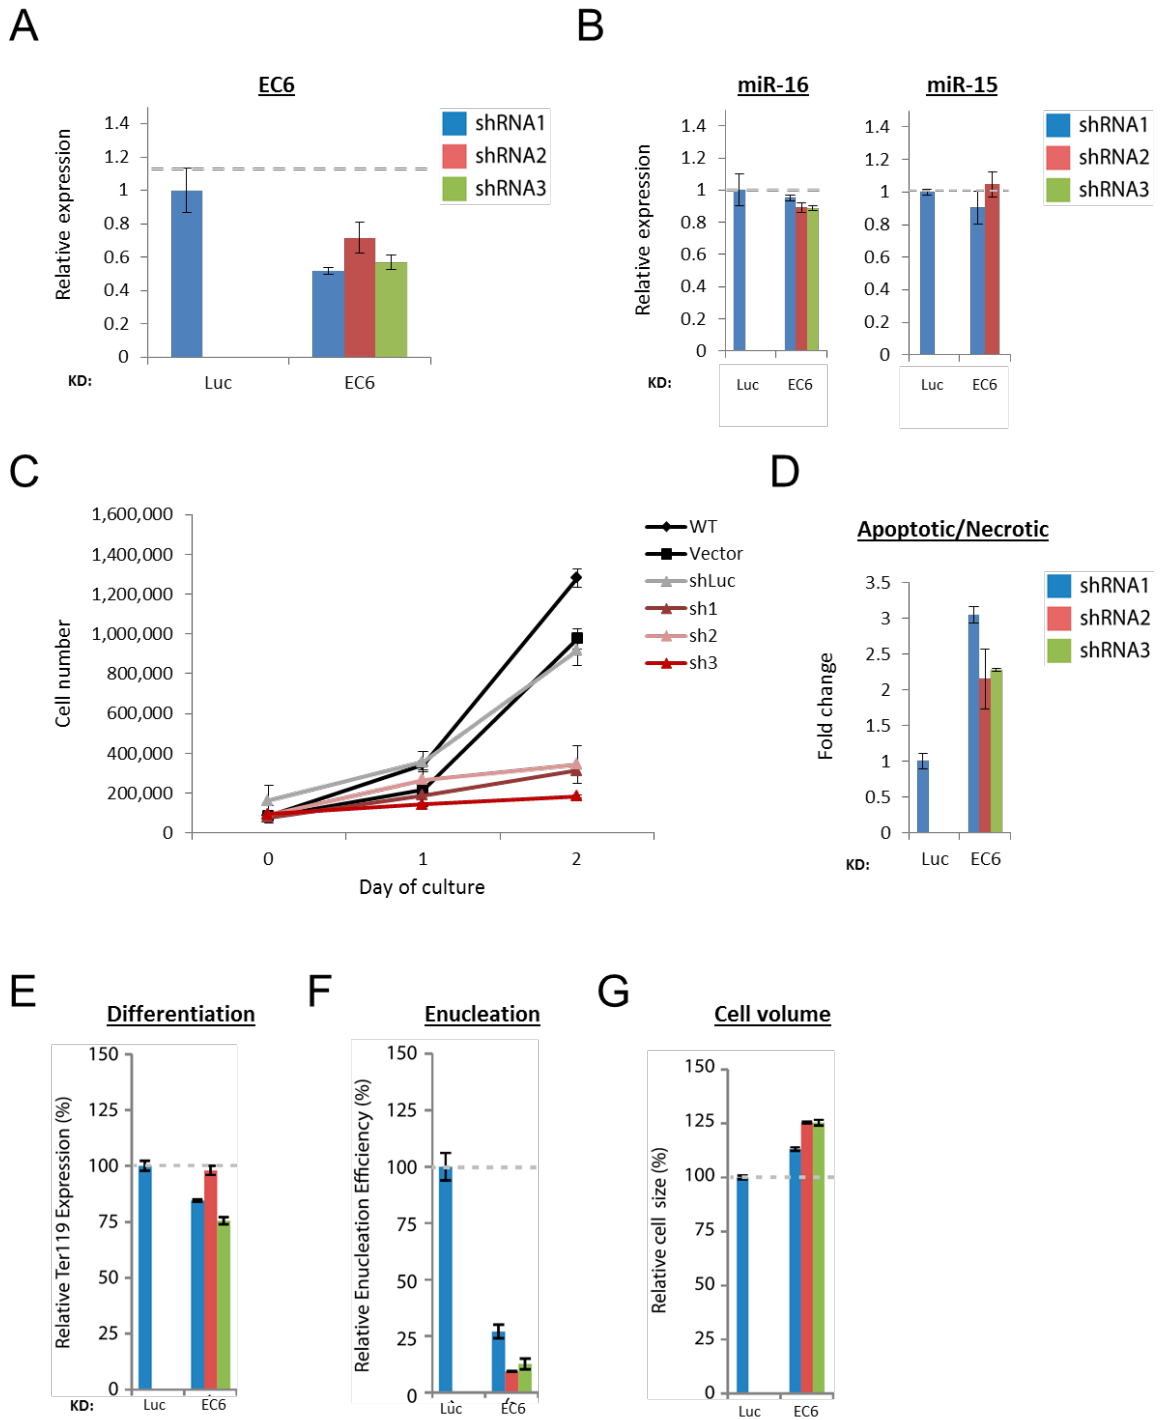 A
EC6
Relative expression
1.4
1.2
1
0.8
0.6
0.4
0.2
0
KD:
Luc
EC6
shRNA1
shRNA2
shRNA3
B
miR-16
Relative expression
1.4
1.2
1
0.8
0.6
0.4
0.2
0
KD:
Luc
EC6
miR-15
1.4
1.2
1
0.8
0.6
0.4
0.2
0
Luc
EC6
shRNA1
shRNA2
shRNA3
C
Cell number
1,600,000
1,400,000
1,200,000
1,000,000
800,000
600,000
400,000
200,000
0
0
1
2
Day of culture
WT
Vector
shLuc
sh1
sh2
sh3
D
Apoptotic/Necrotic
Fold change
3.5
3
2.5
2
1.5
1
0.5
0
KD:
Luc
EC6
shRNA1
shRNA2
shRNA3
E
Differentiation
Relative Ter119 Expression (%)
150
125
100
75
50
25
0
KD:
Luc
EC6
F
Enucleation
Relative Enucleation Efficiency (%)
150
125
100
75
50
25
0
Luc
EC6
G
Cell volume
Relative cell size (%)
150
125
100
75
50
25
0
Luc
EC6